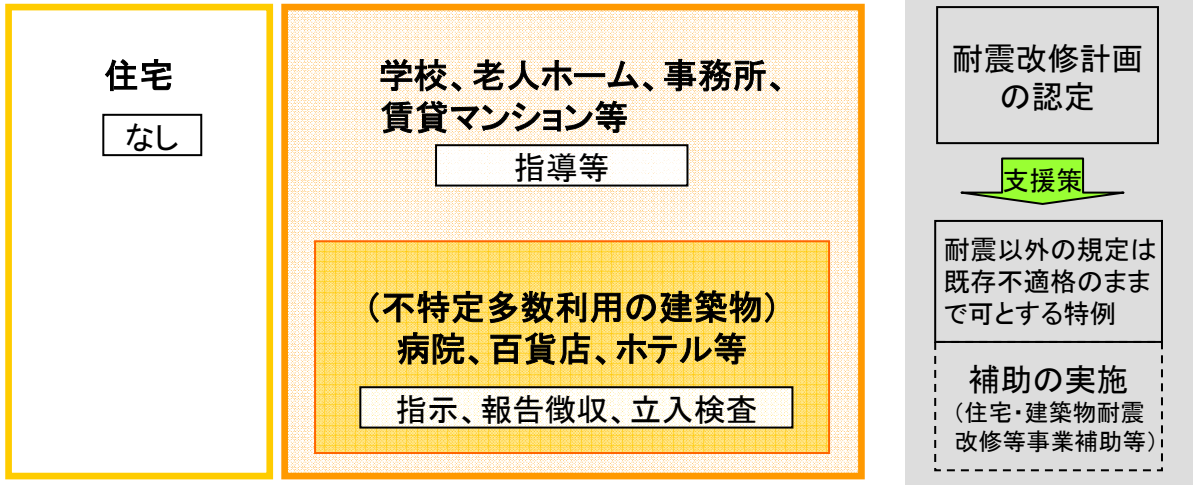 住宅
なし
学校、老人ホーム、事務所、
賃貸マンション等
指導等
（不特定多数利用の建築物）
病院、百貨店、ホテル等
指示、報告徴収、立入検査
耐震改修計画
の認定
支援策
耐震以外の規定は
既存不適格のまま
で可とする特例
補助の実施
（住宅・建築物耐震
改修等事業補助等）